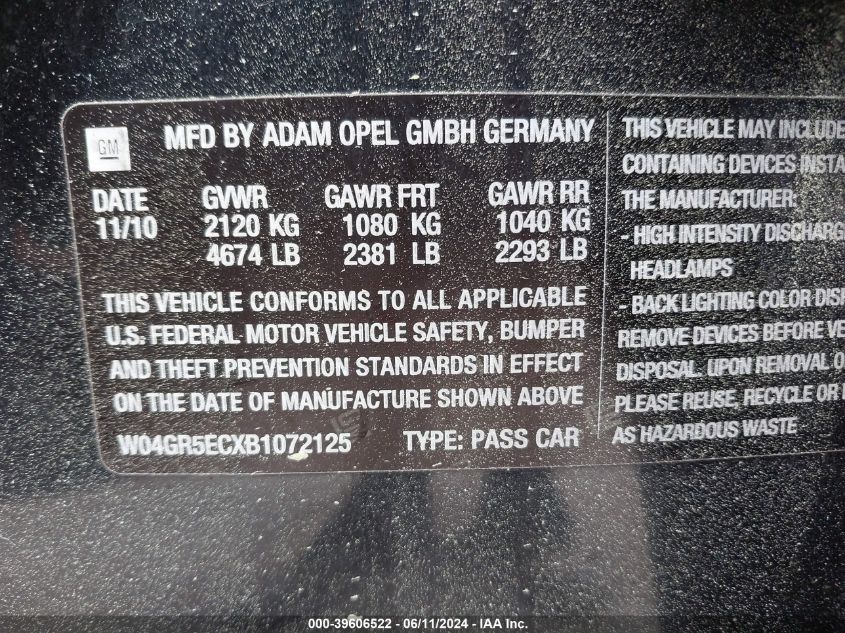 GM
MFD BY ADAM OPEL GMBH GERMANY
DATE GVWR GAWR FRT GAWR RR
11/10 2120 KG 1080 KG 1040 KG
4674 LB 2381 LB 2293 LB
THIS VEHICLE CONFORMS TO ALL APPLICABLE
U.S. FEDERAL MOTOR VEHICLE SAFETY, BUMPER
AND THEFT PREVENTION STANDARDS IN EFFECT
ON THE DATE OF MANUFACTURE SHOWN ABOVE
W04GR5ECXB1072125 TYPE: PASS CAR
THIS VEHICLE MAY INCLUDE
CONTAINING DEVICES INSTA
THE MANUFACTURER:
- HIGH INTENSITY DISCHARG
HEADLAMPS
- BACK LIGHTING COLOR DIS
REMOVE DEVICES BEFORE VE
DISPOSAL. UPON REMOVAL O
PLEASE REUSE, RECYCLE OR
AS HAZARDOUS WASTE
000-39606522 - 06/11/2024 - IAA Inc.